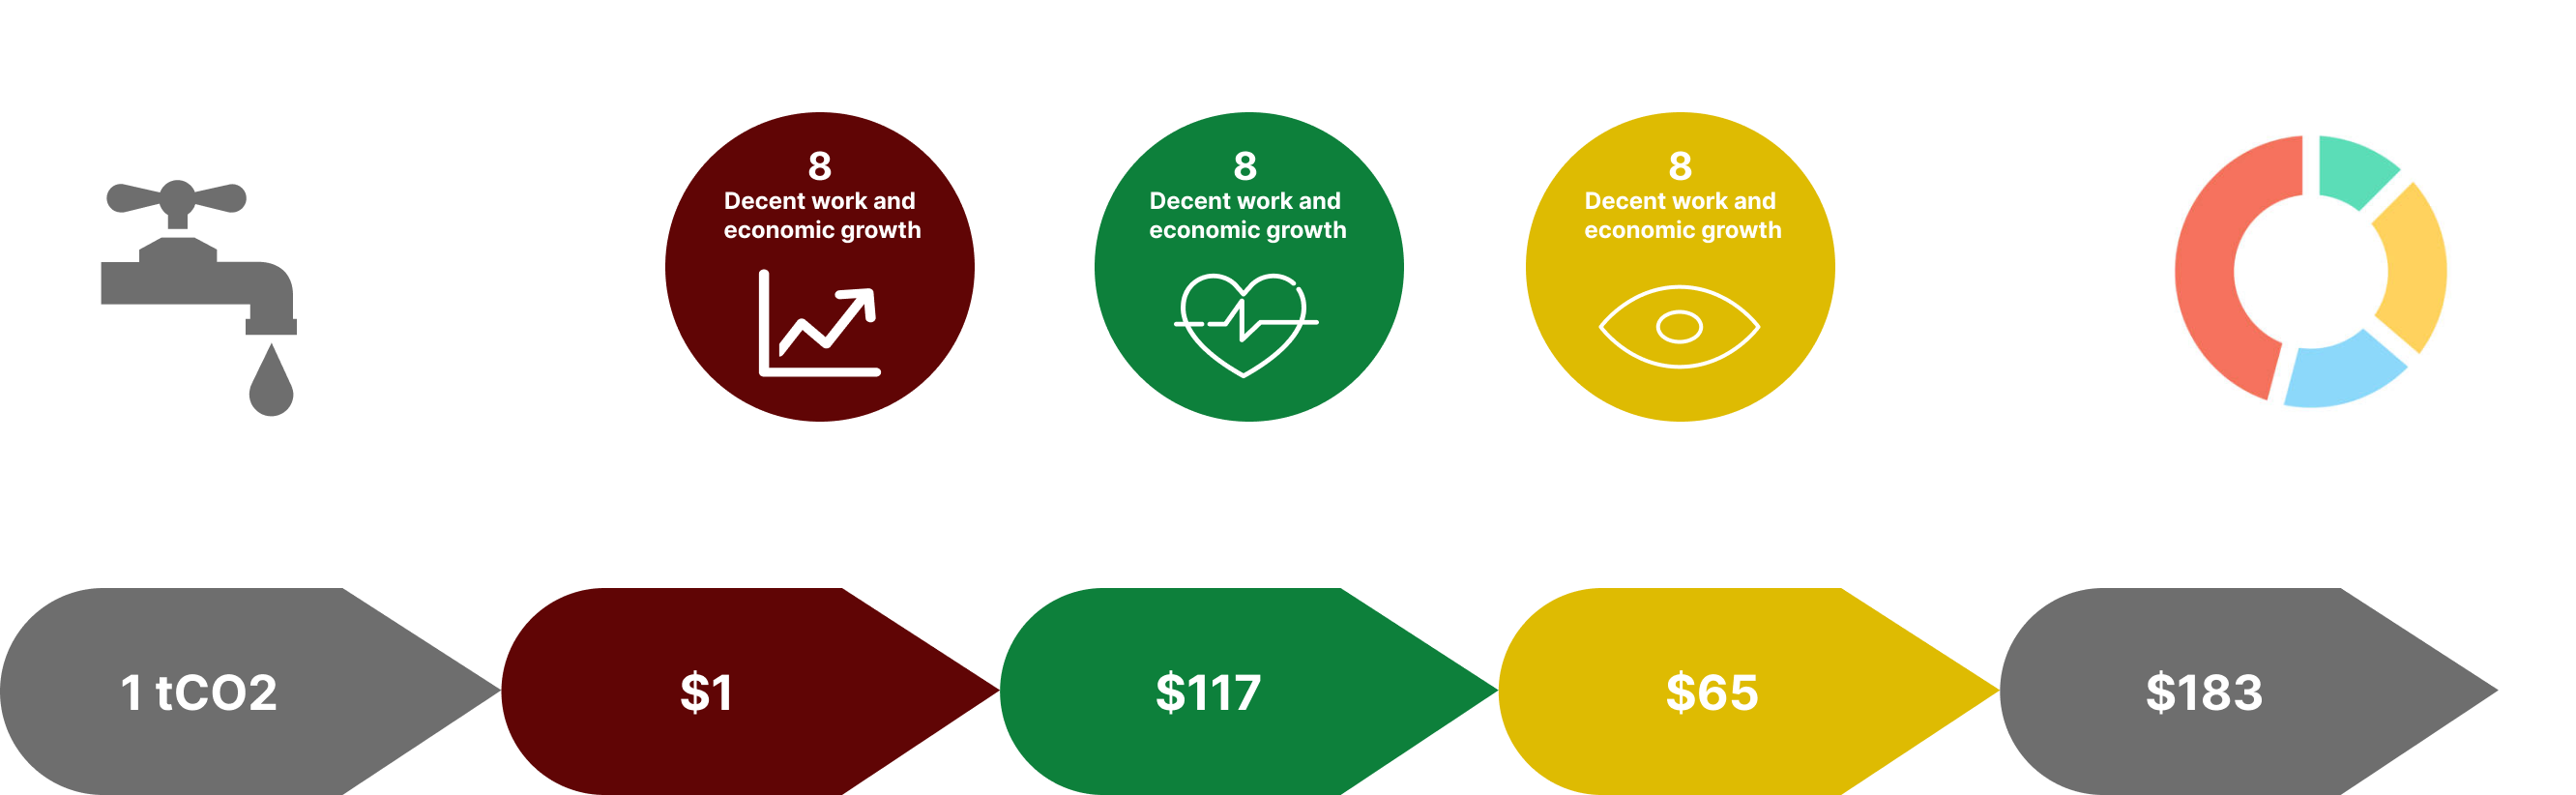 8
Decent work and
economic growth
8
Decent work and
economic growth
8
Decent work and
economic growth
1 tCO2
$1
$117
$65
$183